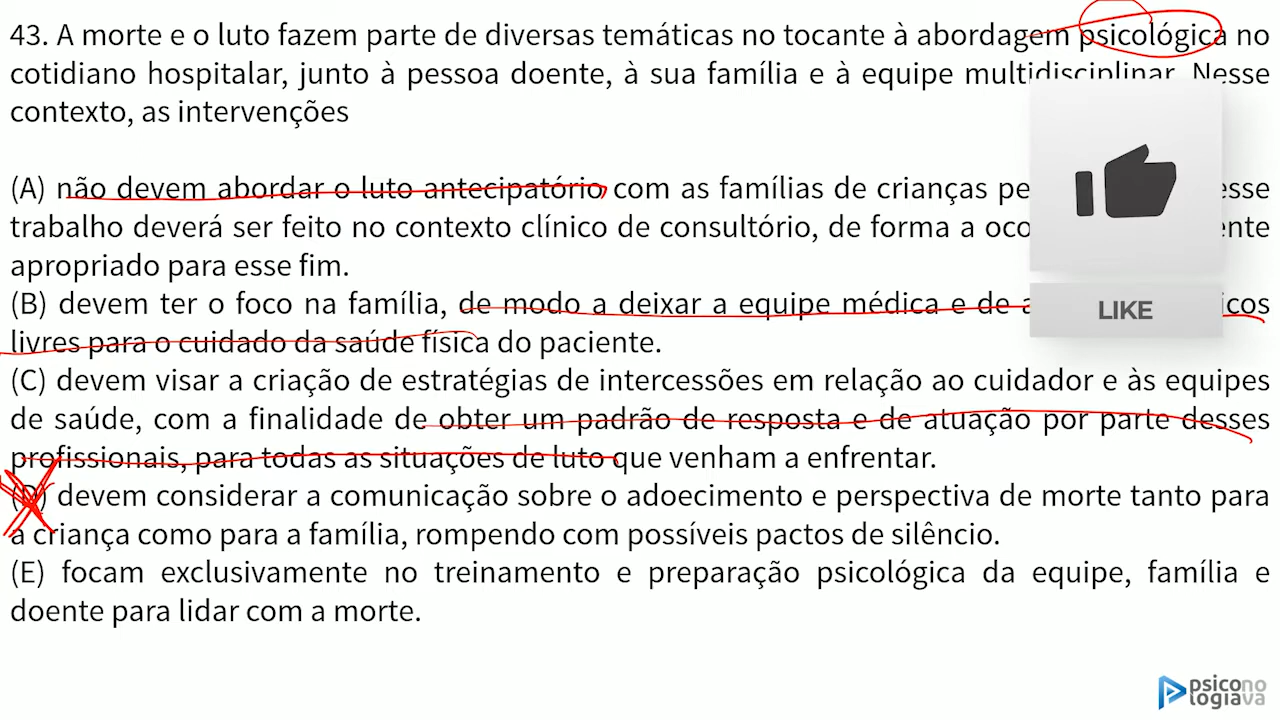 43. A morte e o luto fazem parte de diversas temáticas no tocante à abordagem psicológica no
cotidiano hospitalar, junto à pessoa doente, à sua família e à equipe multidisciplinar. Nesse
contexto, as intervenções
(A) não devem abordar o luto antecipatório, com as famílias de crianças
trabalho deverá ser feito no contexto clínico de consultório, de forma a
apropriado para esse fim.
(B) devem ter o foco na família, de modo a deixar a equipe médica e de
livres para o cuidado da saúde física do paciente.
LIKE
(C) devem visar a criação de estratégias de intercessões em relação ao cuidador e às equipes
de saúde, com a finalidade de obter um padrão de resposta e de atuação por parte desses
profissionais, para todas as situações de luto que venham a enfrentar.
(D) devem considerar a comunicação sobre o adoecimento e perspectiva de morte tanto para
a criança como para a família, rompendo com possíveis pactos de silêncio.
(E) focam exclusivamente no treinamento e preparação psicológica da equipe, família e
doente para lidar com a morte.
psicono
logiava